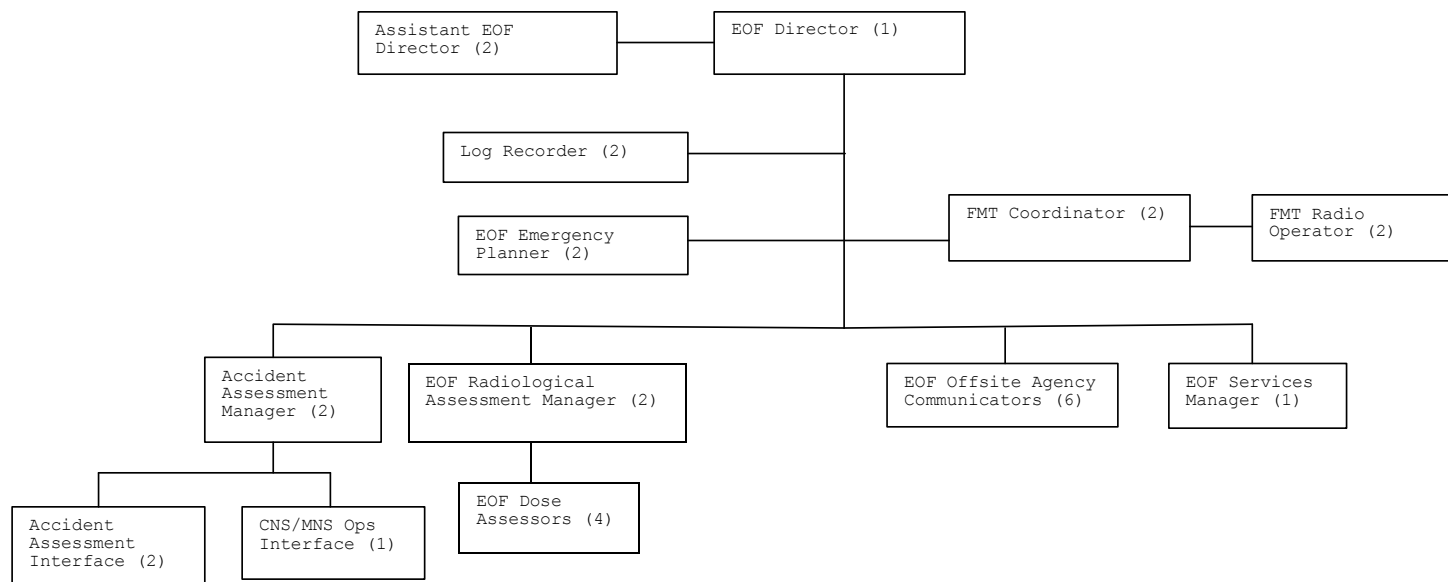 Assistant EOF
Director (2)
EOF Director (1)
Log Recorder (2)
EOF Emergency
Planner (2)
FMT Coordinator (2)
FMT Radio
Operator (2)
Accident
Assessment
Manager (2)
EOF Radiological
Assessment Manager (2)
EOF Offsite Agency
Communicators (6)
EOF Services
Manager (1)
Accident
Assessment
Interface (2)
CNS/MNS Ops
Interface (1)
EOF Dose
Assessors (4)